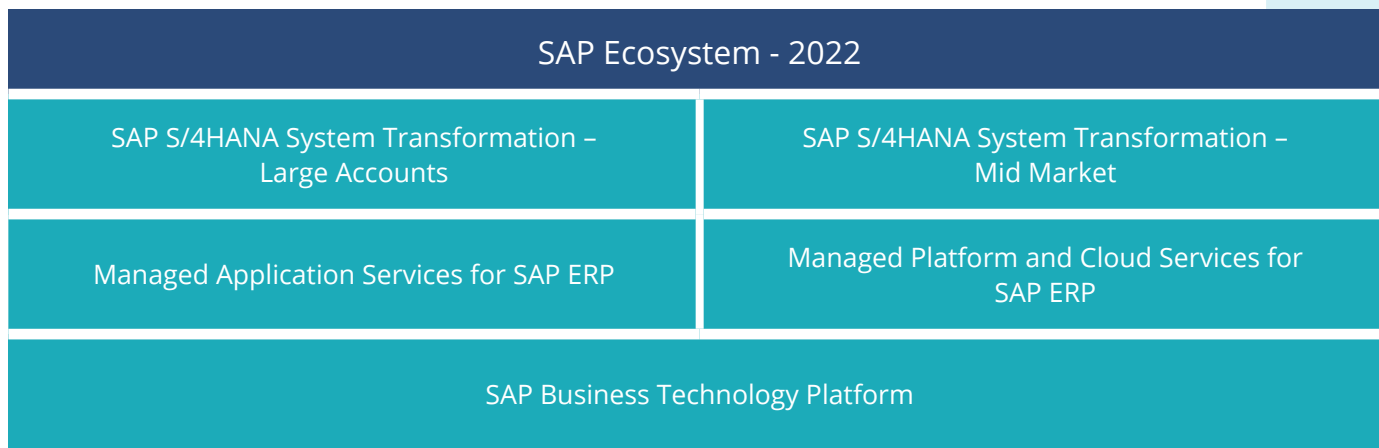 SAP Ecosystem - 2022
SAP S/4HANA System Transformation –
Large Accounts
SAP S/4HANA System Transformation –
Mid Market
Managed Application Services for SAP ERP
Managed Platform and Cloud Services for
SAP ERP
SAP Business Technology Platform